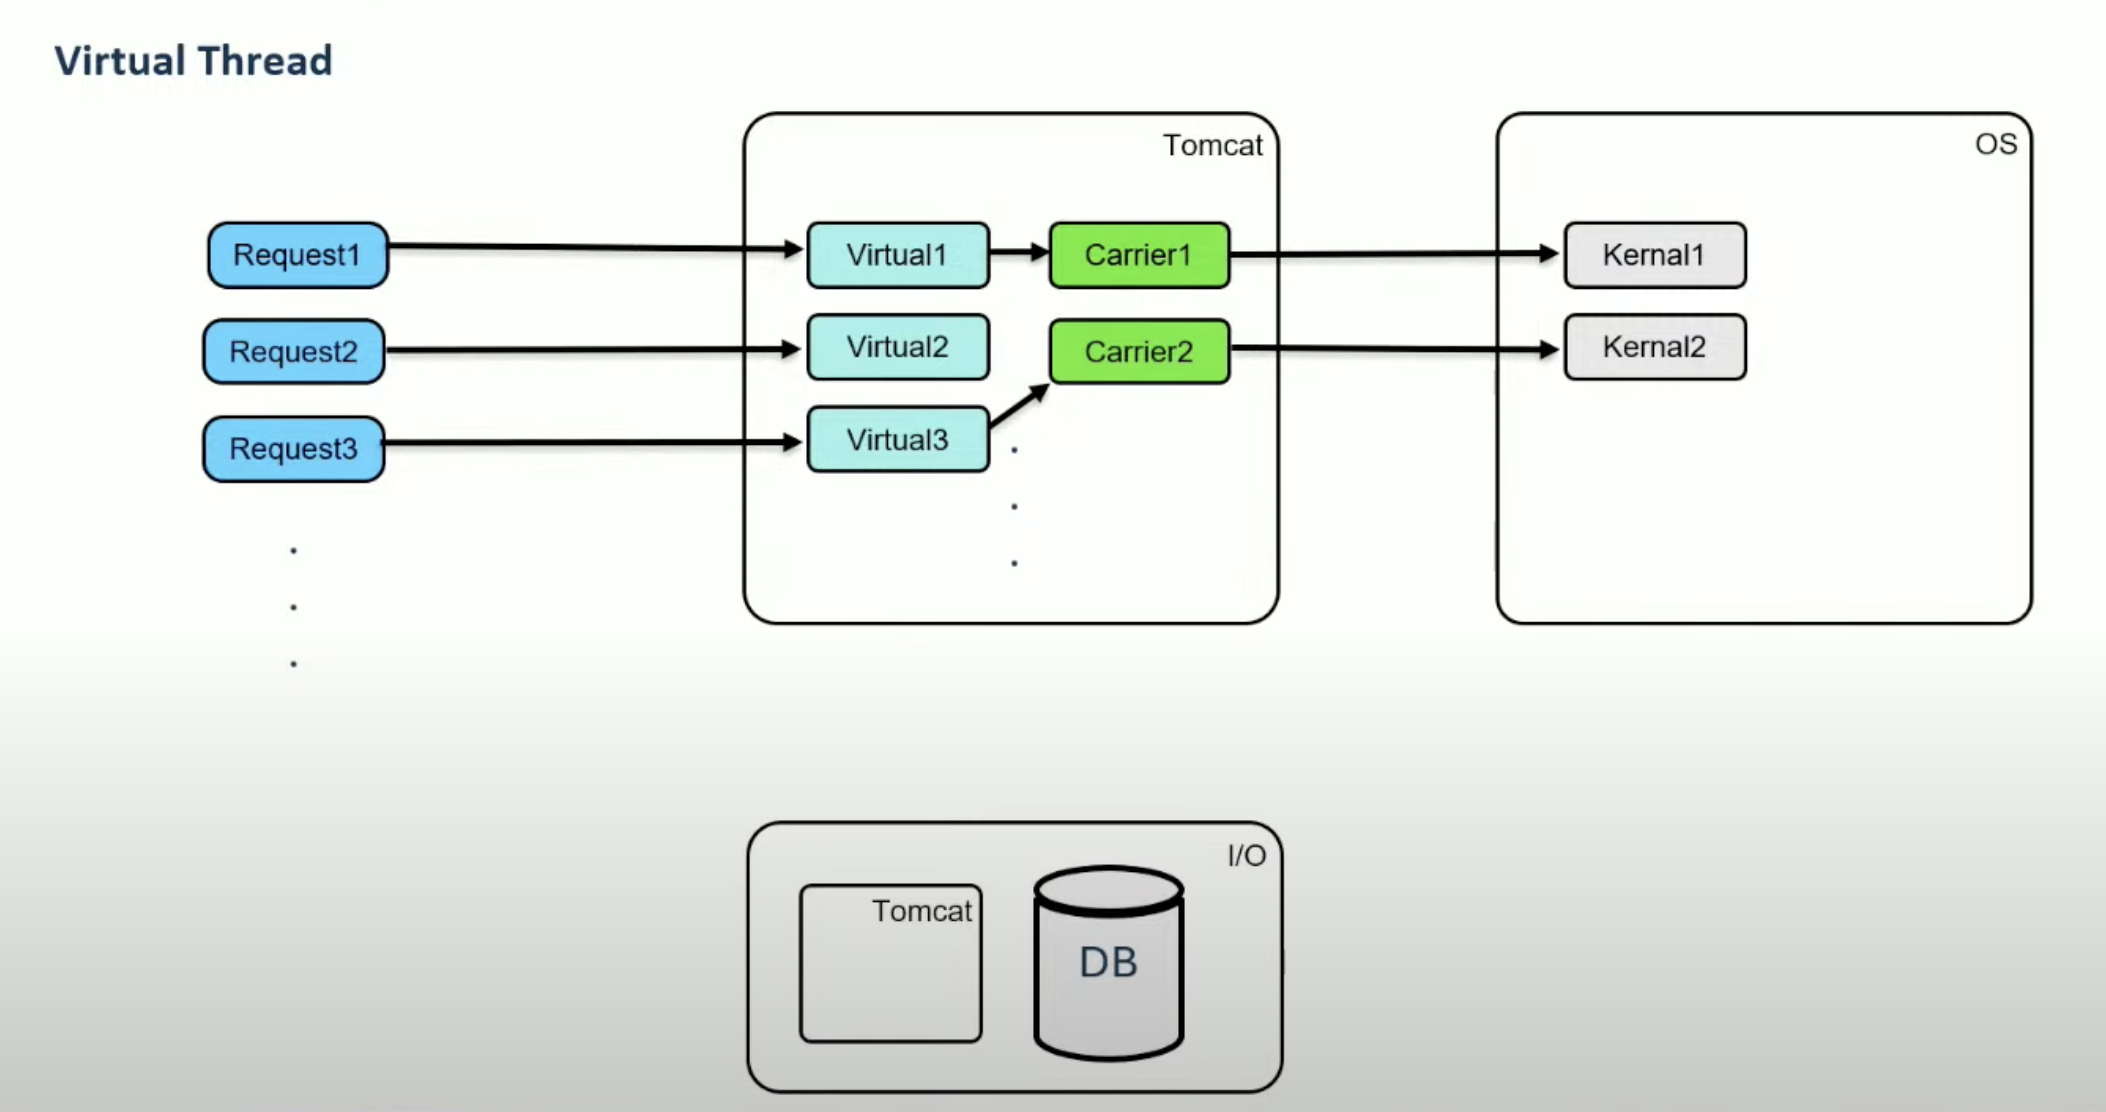 Virtual Thread
Tomcat
OS
Request1
Virtual1
Carrier1
Kernal1
Request2
Virtual2
Carrier2
Kernal2
Request3
Virtual3
I/O
Tomcat
DB